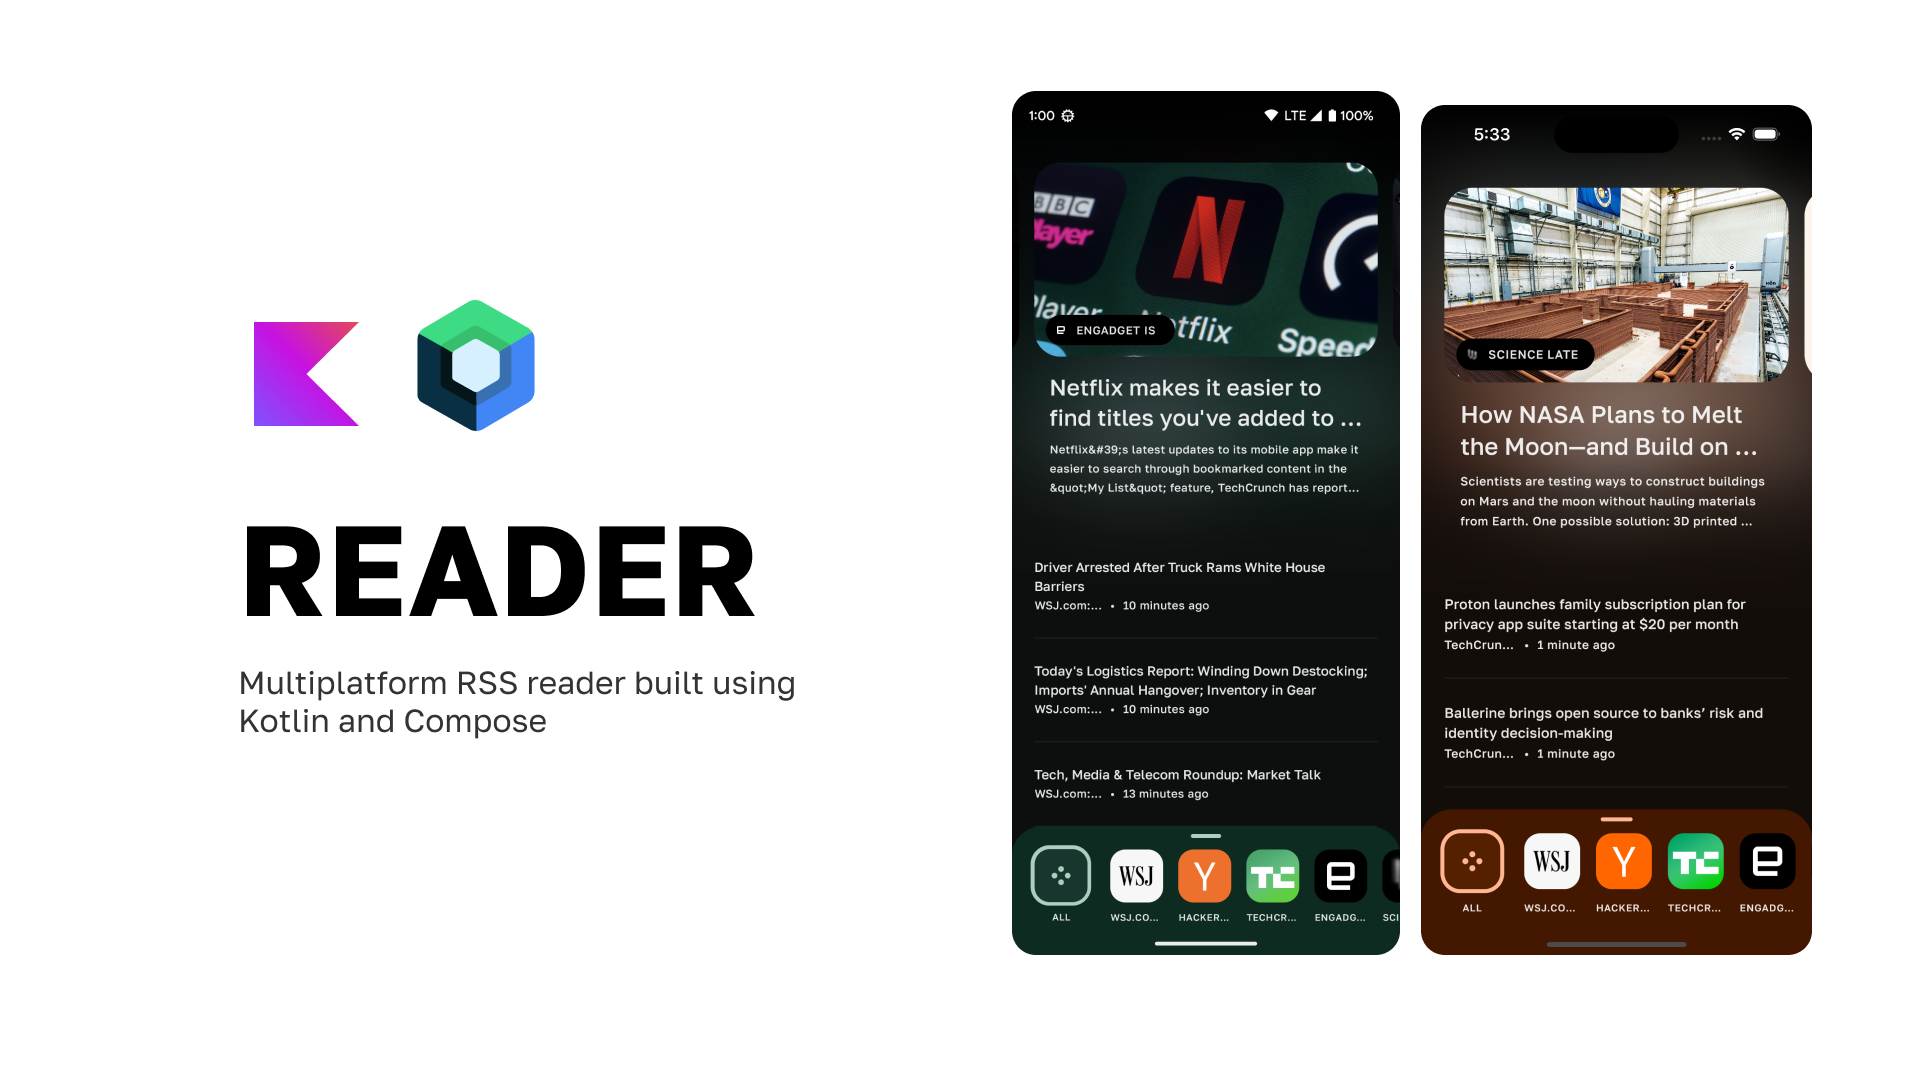 READER
Multiplatform RSS reader built using
Kotlin and Compose
1:00
LTE
100%
BBC
layer
Player
Netflix
Speed
ENGADGET IS
Netflix makes it easier to
find titles you've added to ...
Netflix&#39;s latest updates to its mobile app make it
easier to search through bookmarked content in the
&quot;My List&quot; feature, TechCrunch has report...
Driver Arrested After Truck Rams White House
Barriers
WSJ.com:... • 10 minutes ago
Today's Logistics Report: Winding Down Destocking;
Imports' Annual Hangover; Inventory in Gear
WSJ.com:... • 10 minutes ago
Tech, Media & Telecom Roundup: Market Talk
WSJ.com:... • 13 minutes ago
WSJ
Y
TC
e
ALL
WSJ.CO...
HACKER...
TECHCR...
ENGADG...
SCI
5:33
SCIENCE LATE
How NASA Plans to Melt
the Moon—and Build on ...
Scientists are testing ways to construct buildings
on Mars and the moon without hauling materials
from Earth. One possible solution: 3D printed ...
Proton launches family subscription plan for
privacy app suite starting at $20 per month
TechCrun... • 1 minute ago
Ballerine brings open source to banks’ risk and
identity decision-making
TechCrun... • 1 minute ago
WSJ
Y
TC
e
ALL
WSJ.CO...
HACKER...
TECHCR...
ENGADG...